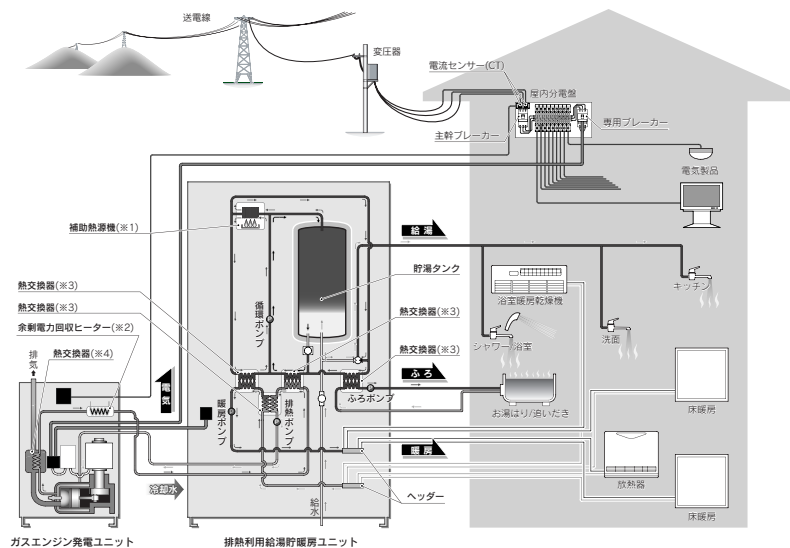 送電線
変圧器
電流センサー(CT)
屋内分電盤
主幹ブレーカー
専用ブレーカー
電気製品
補助熱源機(※1)
給湯
熱交換器(※3)
貯湯タンク
キッチン
浴室暖房乾燥機
熱交換器(※3)
循環ポンプ
熱交換器(※3)
余剰電力回収ヒーター(※2)
シャワー/浴室
洗面
排気
熱交換器(※4)
熱交換器(※3)
電気
ふろ
ふろポンプ
お湯はり/追いだき
床暖房
暖房ポンプ
排熱ポンプ
暖房
放熱器
冷却水
給水
ヘッダー
床暖房
ガスエンジン発電ユニット
排熱利用給湯貯暖房ユニット